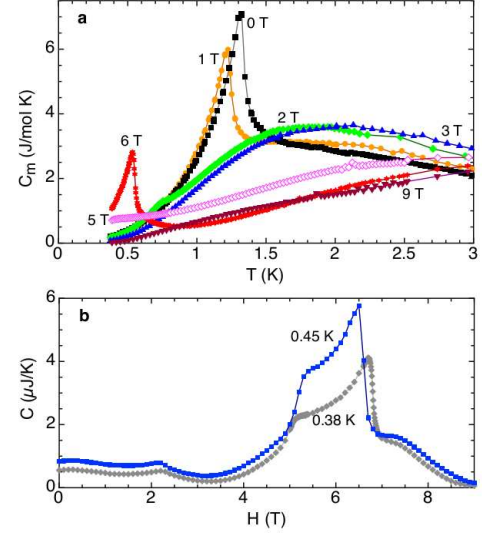 a
0 T
1 T
2 T
3 T
6 T
5 T
9 T
6
4
2
0
C_m (J/mol K)
0 0.5 1 1.5 2 2.5 3
T (K)
b
0.45 K
0.38 K
6
4
2
0
C (μJ/K)
0 2 4 6 8
H (T)